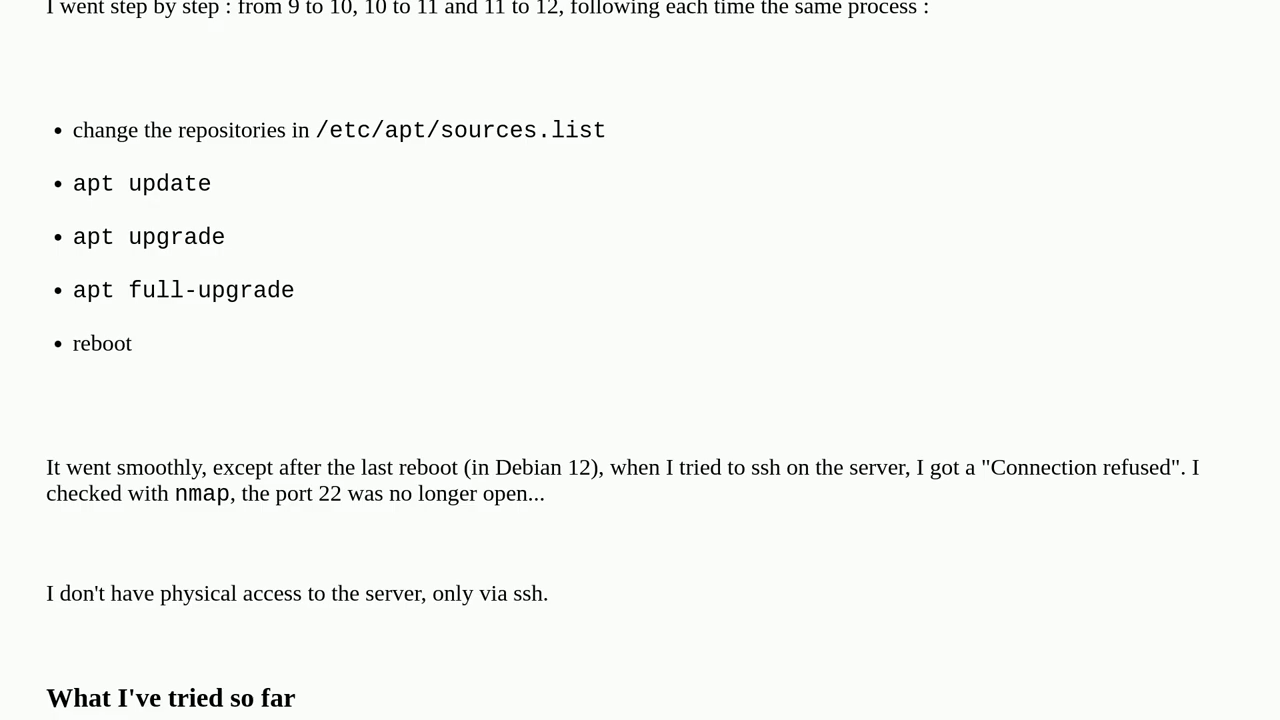 I went step by step : from 9 to 10, 10 to 11 and 11 to 12, following each time the same process :
• change the repositories in /etc/apt/sources.list
• apt update
• apt upgrade
• apt full-upgrade
• reboot
It went smoothly, except after the last reboot (in Debian 12), when I tried to ssh on the server, I got a "Connection refused". I
checked with nmap, the port 22 was no longer open...
I don't have physical access to the server, only via ssh.
What I've tried so far